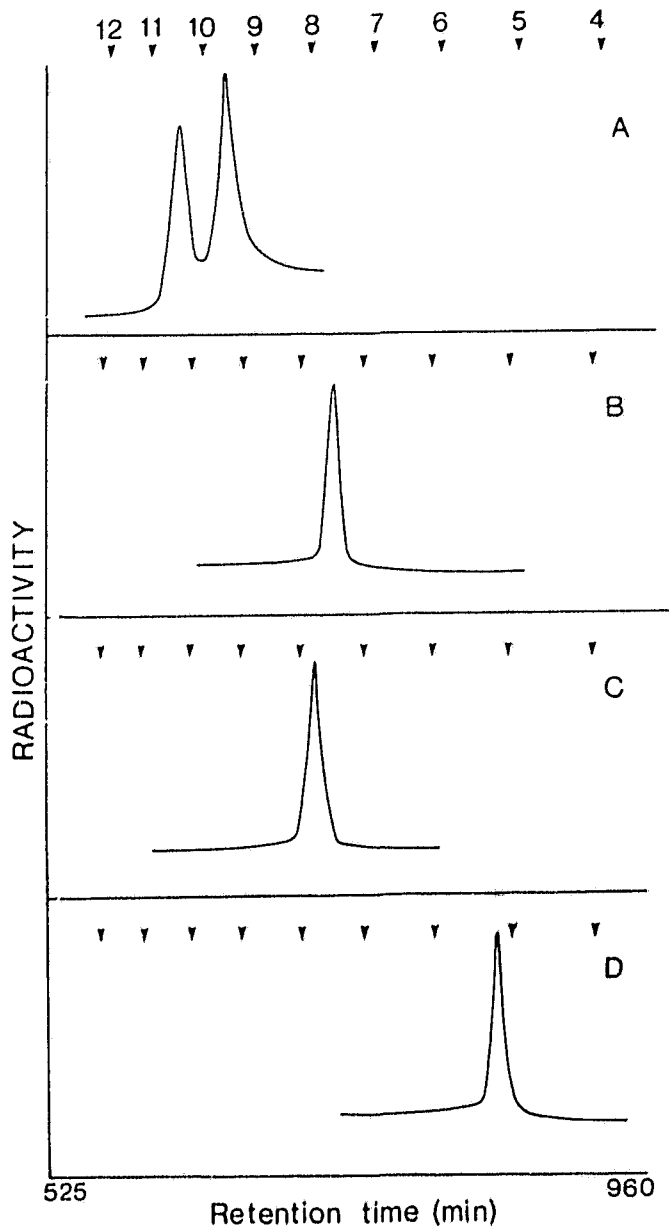 12 11 10 9 8 7 6 5 4
A
B
C
D
RADIOACTIVITY
525 960
Retention time (min)